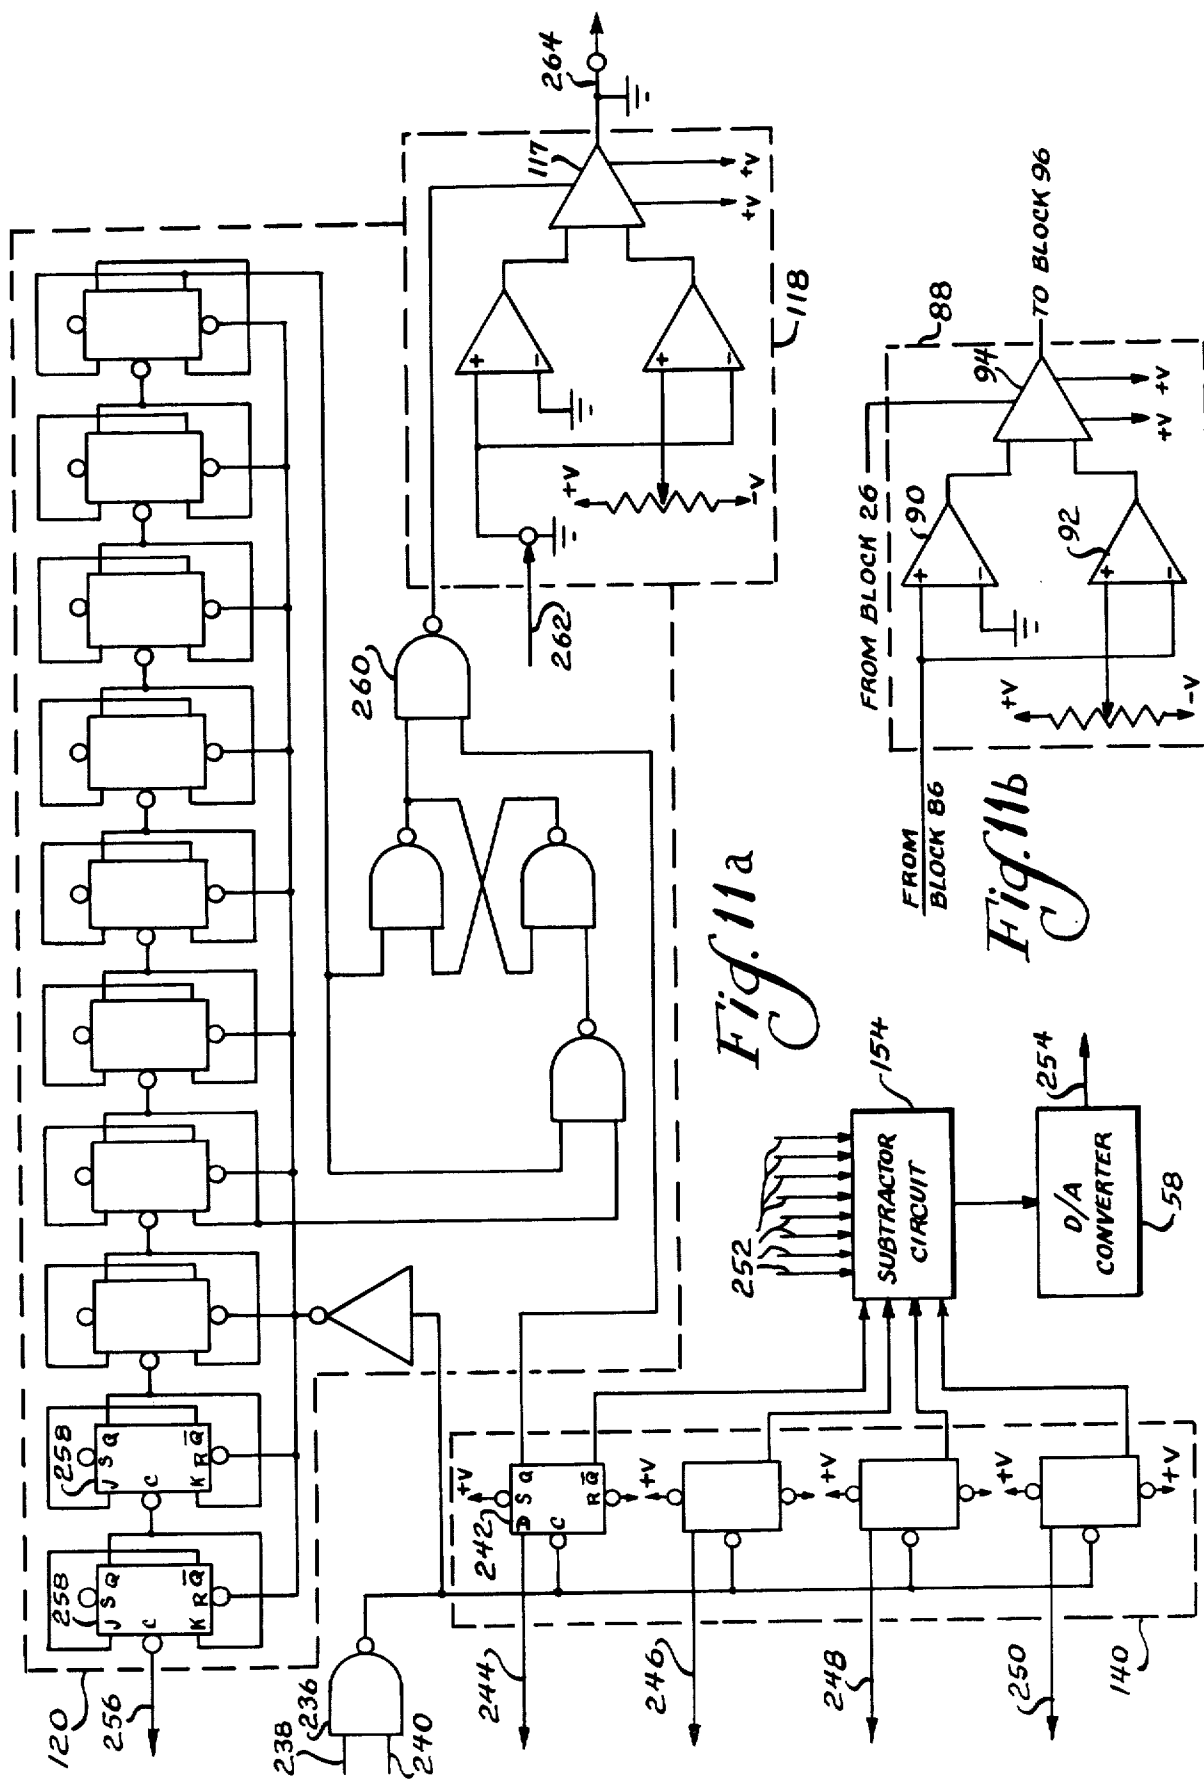 120
256
258
J S Q
C
K R Q̅
258
J S Q
C
K R Q̅
238
236
240
260
117
264
+V
+V
+V
-V
262
118
244
242
+V
D S Q
C
R Q̅
+V
246
+V
248
+V
250
+V
140
252
SUBTRACTOR
CIRCUIT
154
D/A
CONVERTER
58
254
Fig. 11a
FROM BLOCK 26
FROM
BLOCK 86
90
92
94
+V
-V
+V
+V
88
TO BLOCK 96
Fig. 11b
+
-
+
-
+
-
+
-